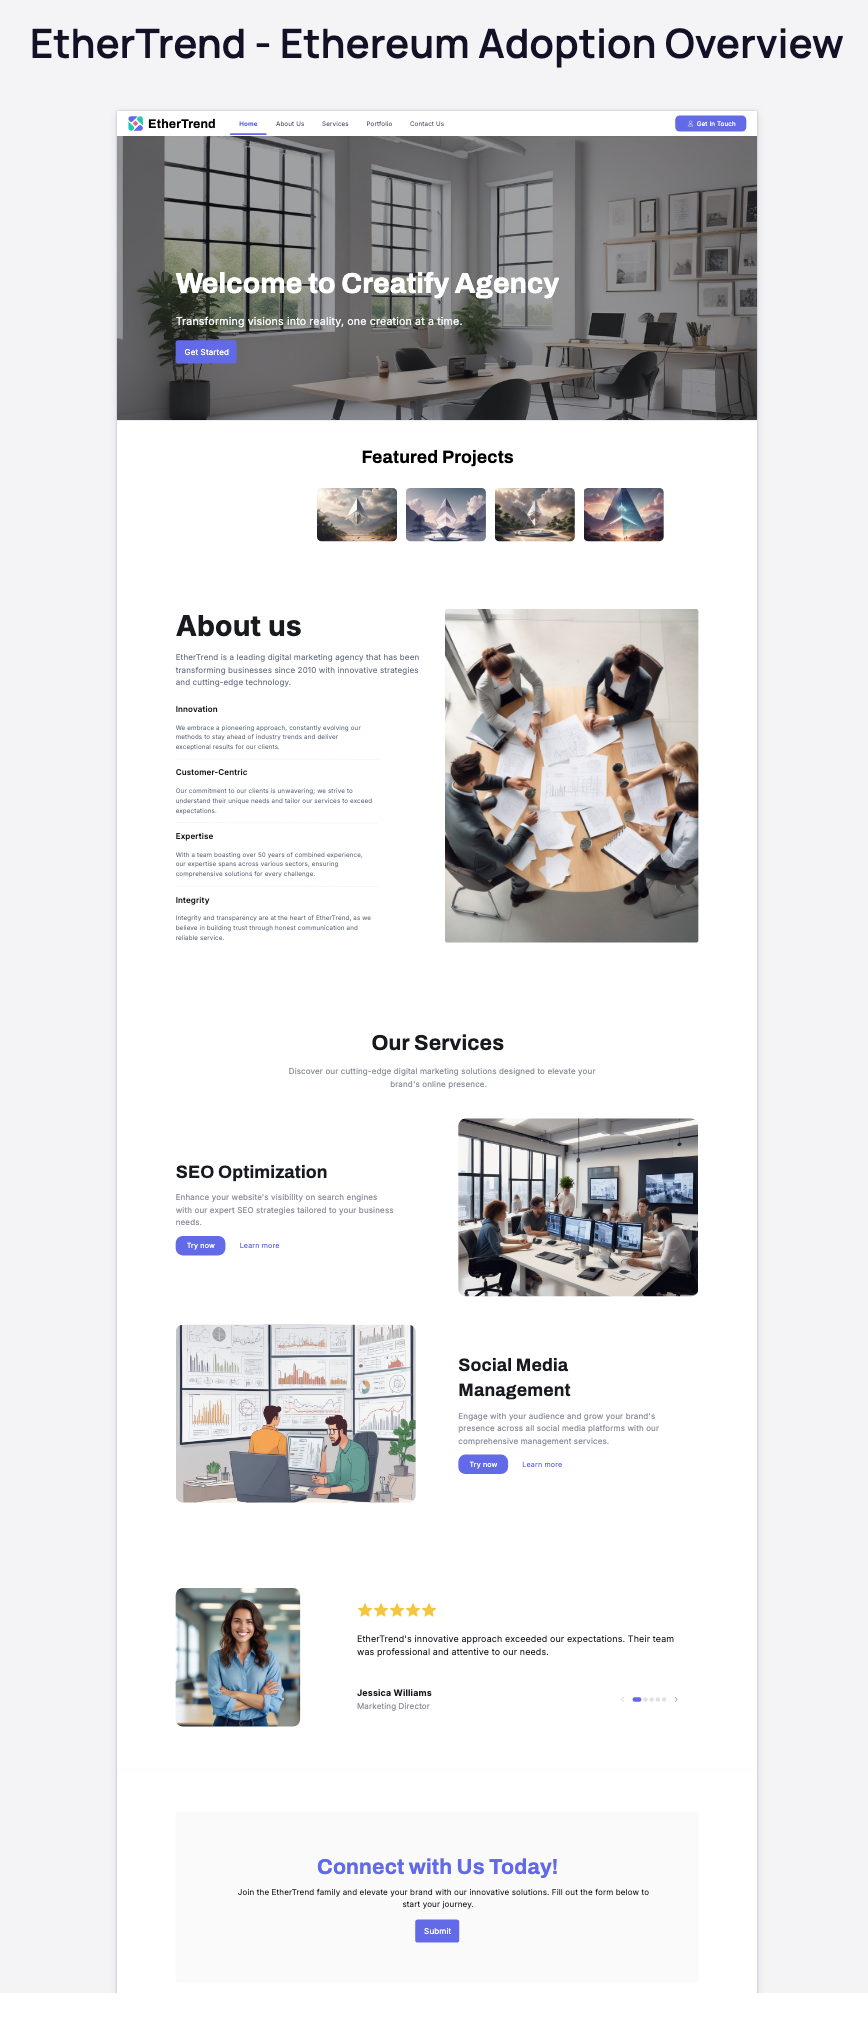 EtherTrend - Ethereum Adoption Overview
EtherTrend
Home
About Us
Services
Portfolio
Contact Us
Get In Touch
Welcome to Creatify Agency
Transforming visions into reality, one creation at a time.
Get Started
Featured Projects
About us
EtherTrend is a leading digital marketing agency that has been
transforming businesses since 2010 with innovative strategies
and cutting-edge technology.
Innovation
We embrace a pioneering approach, constantly evolving our
methods to stay ahead of industry trends and deliver
exceptional results for our clients.
Customer-Centric
Our commitment to our clients is unwavering; we strive to
understand their unique needs and tailor our services to exceed
expectations.
Expertise
With a team boasting over 50 years of combined experience,
our expertise spans across various sectors, ensuring
comprehensive solutions for every challenge.
Integrity
Integrity and transparency are at the heart of EtherTrend, as we
believe in building trust through honest communication and
reliable service.
Our Services
Discover our cutting-edge digital marketing solutions designed to elevate your
brand's online presence.
SEO Optimization
Enhance your website's visibility on search engines
with our expert SEO strategies tailored to your business
needs.
Try now
Learn more
Social Media
Management
Engage with your audience and grow your brand's
presence across all social media platforms with our
comprehensive management services.
Try now
Learn more
EtherTrend's innovative approach exceeded our expectations. Their team
was professional and attentive to our needs.
Jessica Williams
Marketing Director
Connect with Us Today!
Join the EtherTrend family and elevate your brand with our innovative solutions. Fill out the form below to
start your journey.
Submit